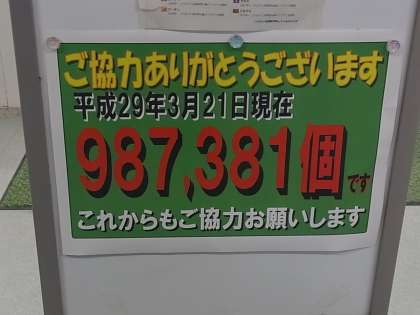 ご協力ありがとうございます
平成29年3月21日現在
987,381個です
これからもご協力お願いします